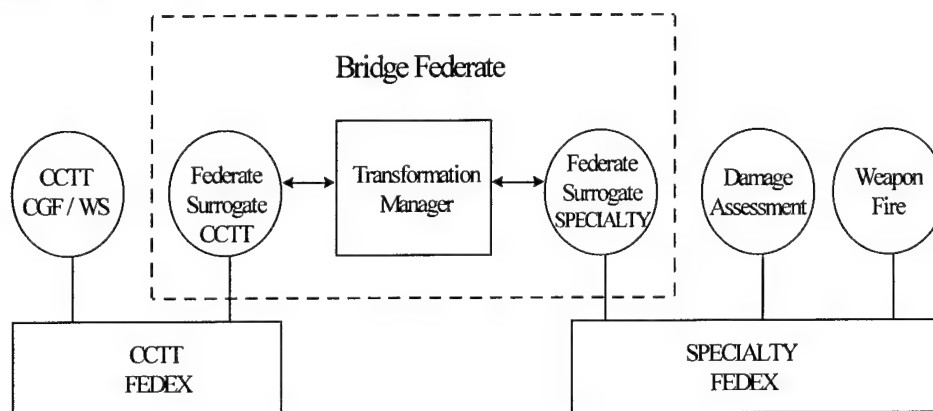 Bridge Federate
CCTT
CGF / WS
Federate
Surrogate
CCTT
Transformation
Manager
Federate
Surrogate
SPECIALTY
Damage
Assessment
Weapon
Fire
CCTT
FEDEX
SPECIALTY
FEDEX